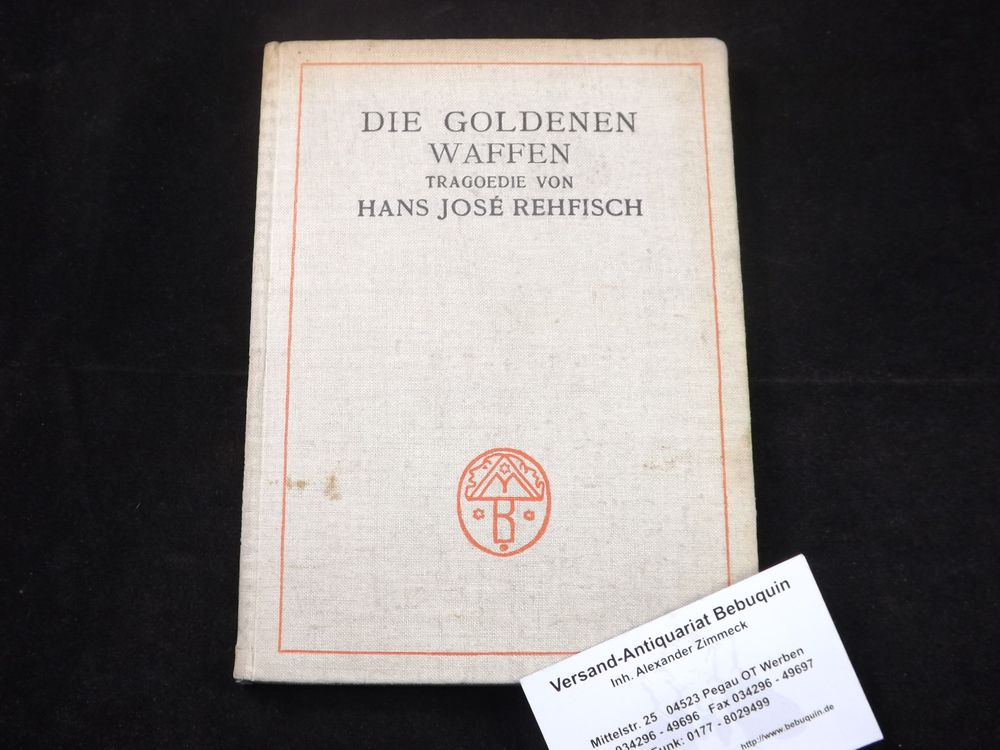 DIE GOLDENEN
WAFFEN
TRAGOEDIE VON
HANS JOSÉ REHFISCH
B
Versand-Antiquariat Bebuquin
Inh. Alexander Zimmeck
Mittelstr. 25 04523 Pegau OT Werben
034296 - 49696 Fax 034296 - 49697
Funk: 0177 - 8029499
http://www.bebuquin.de